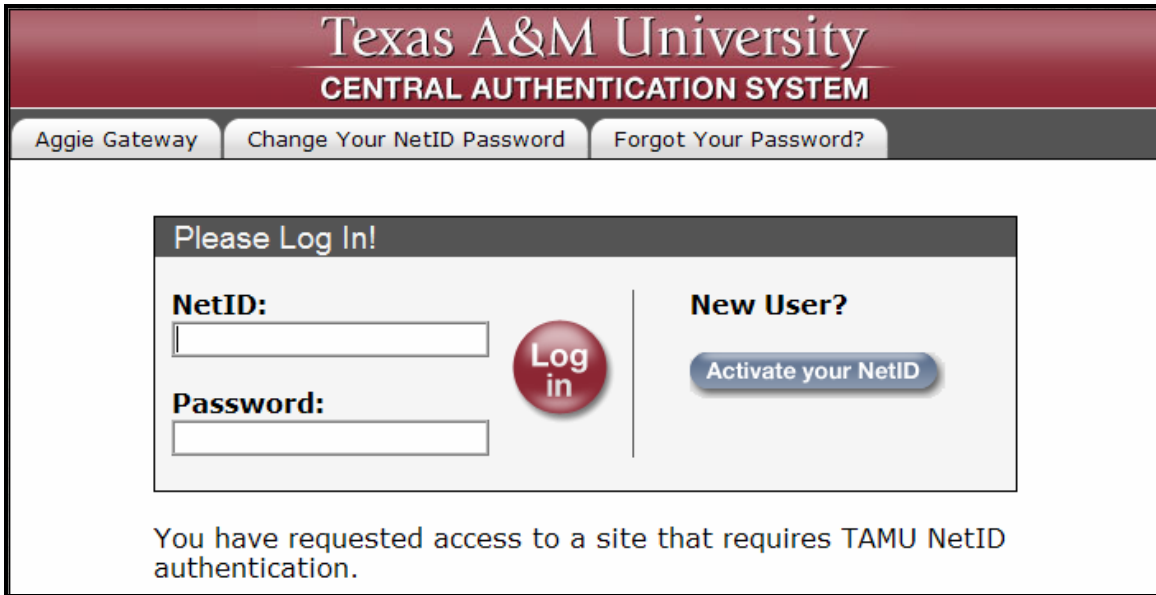 Texas A&M University
CENTRAL AUTHENTICATION SYSTEM
Aggie Gateway
Change Your NetID Password
Forgot Your Password?
Please Log In!
NetID:
Log
in
Password:
New User?
Activate your NetID
You have requested access to a site that requires TAMU NetID
authentication.